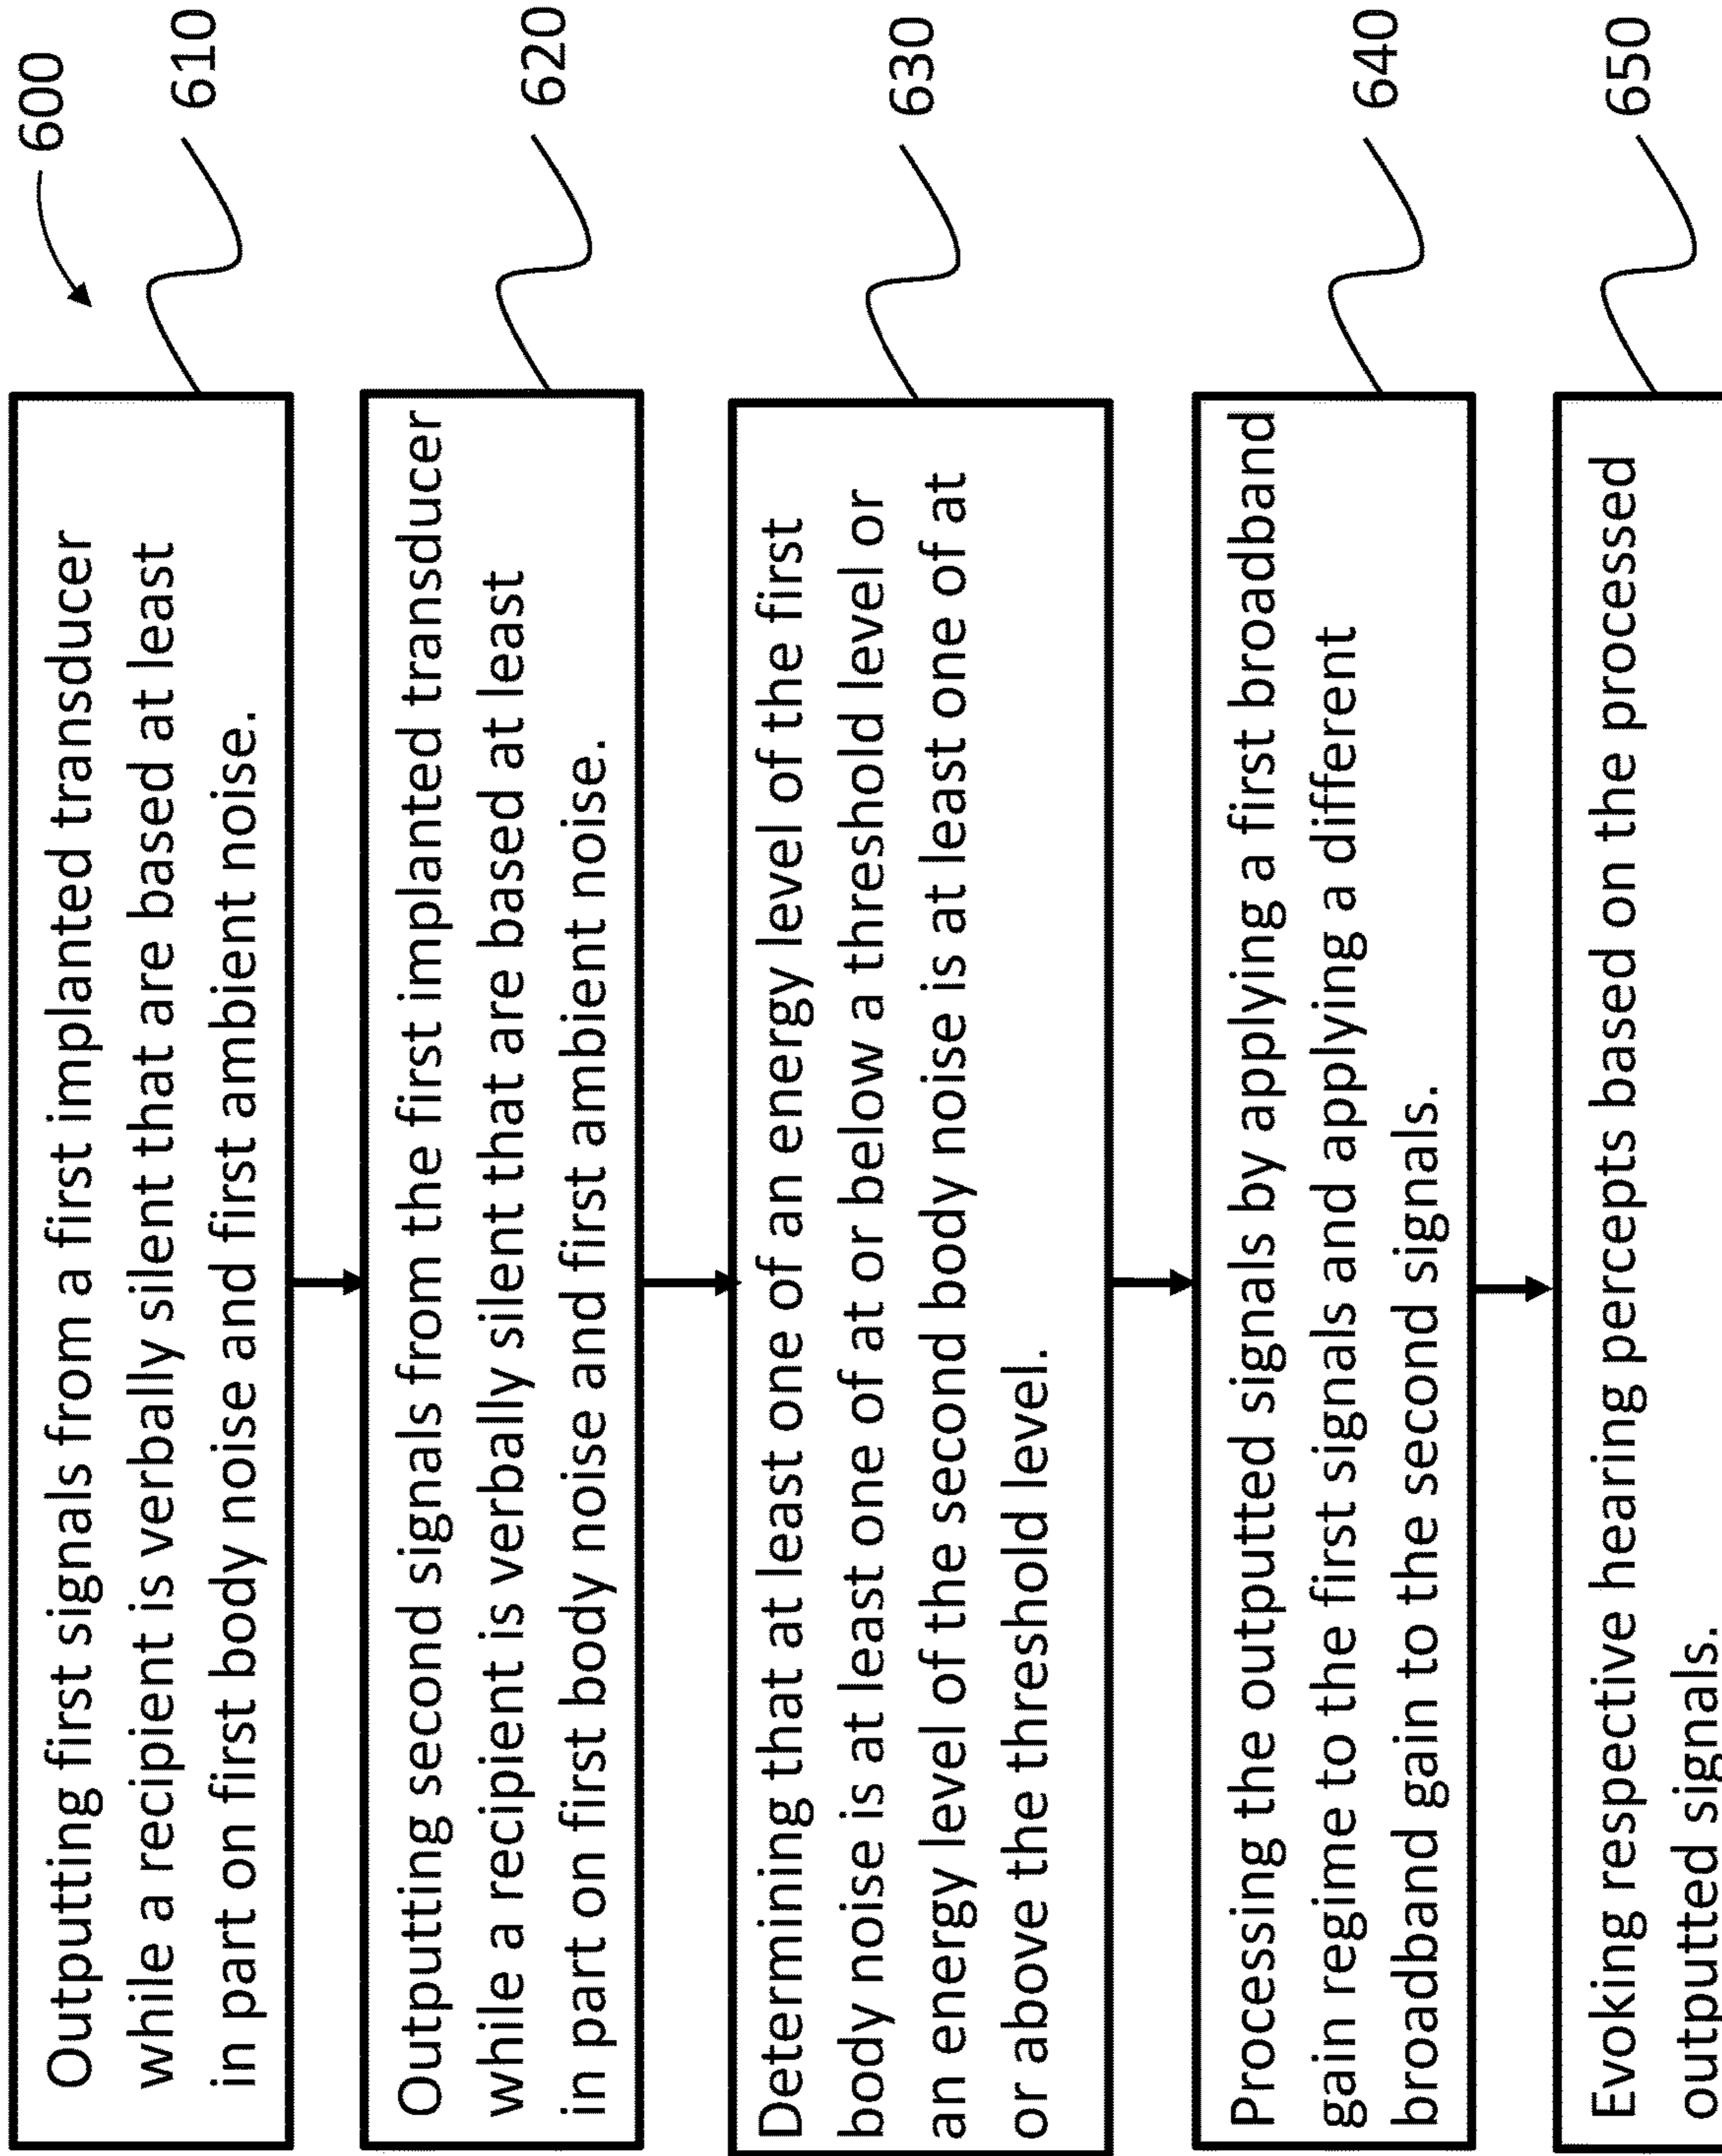 600
Outputting first signals from a first implanted transducer
while a recipient is verbally silent that are based at least
in part on first body noise and first ambient noise.
610
Outputting second signals from the first implanted transducer
while a recipient is verbally silent that are based at least
in part on first body noise and first ambient noise.
620
Determining that at least one of an energy level of the first
body noise is at least one of at or below a threshold level or
an energy level of the second body noise is at least one of at
or above the threshold level.
630
Processing the outputted signals by applying a first broadband
gain regime to the first signals and applying a different
broadband gain to the second signals.
640
Evoking respective hearing percepts based on the processed
outputted signals.
650